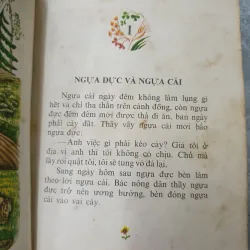 I
NGỰA ĐỰC VÀ NGỰA CÁI
Ngựa cái ngày đêm không làm lụng gì
hết và chỉ tha thẩn trên cánh đồng, còn ngựa
đực đêm đêm mới được thả đi ăn, ban ngày
phải cày đất. Thấy vậy ngựa cái mới bảo
ngựa đực:
—Anh việc gì phải kéo cày? Giá tôi ở
địa vị anh thì tôi không có chịu. Chủ mà
lấy roi quật tôi, tôi sẽ tung vó đá lại.
Sang ngày hôm sau ngựa đực bèn làm
theo lời ngựa cái. Bác nông dân thấy ngựa
đực trở nên ương bướng, bèn đóng ngựa
cái vào vai cày.